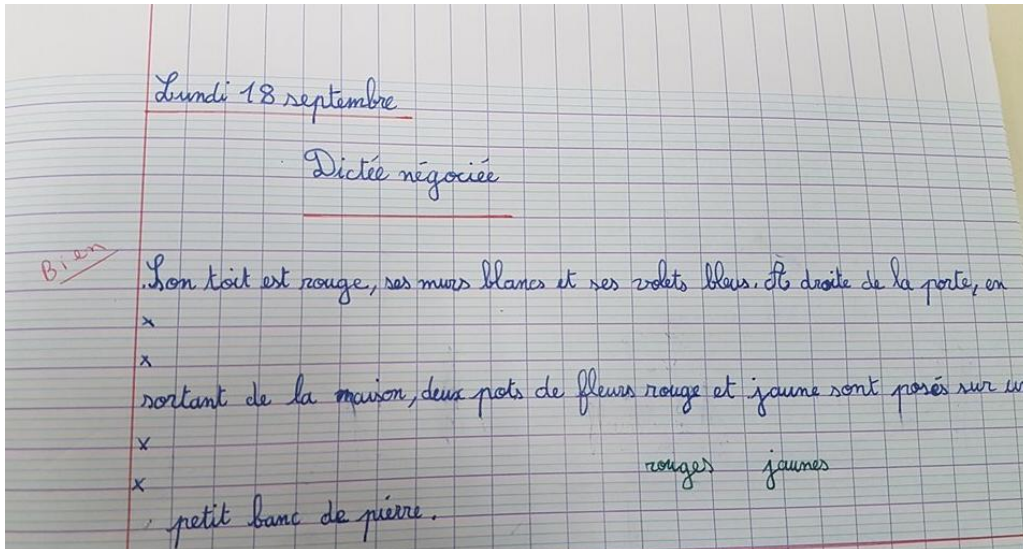 Lundi 18 septembre
Dictée négociée
Bien
Son toit est rouge, ses murs blancs et ses volets bleus. À droite de la porte, en
x
x
sortant de la maison, deux pots de fleurs rouge et jaune sont posés sur un
x
rouges jaunes
x
petit banc de pierre.